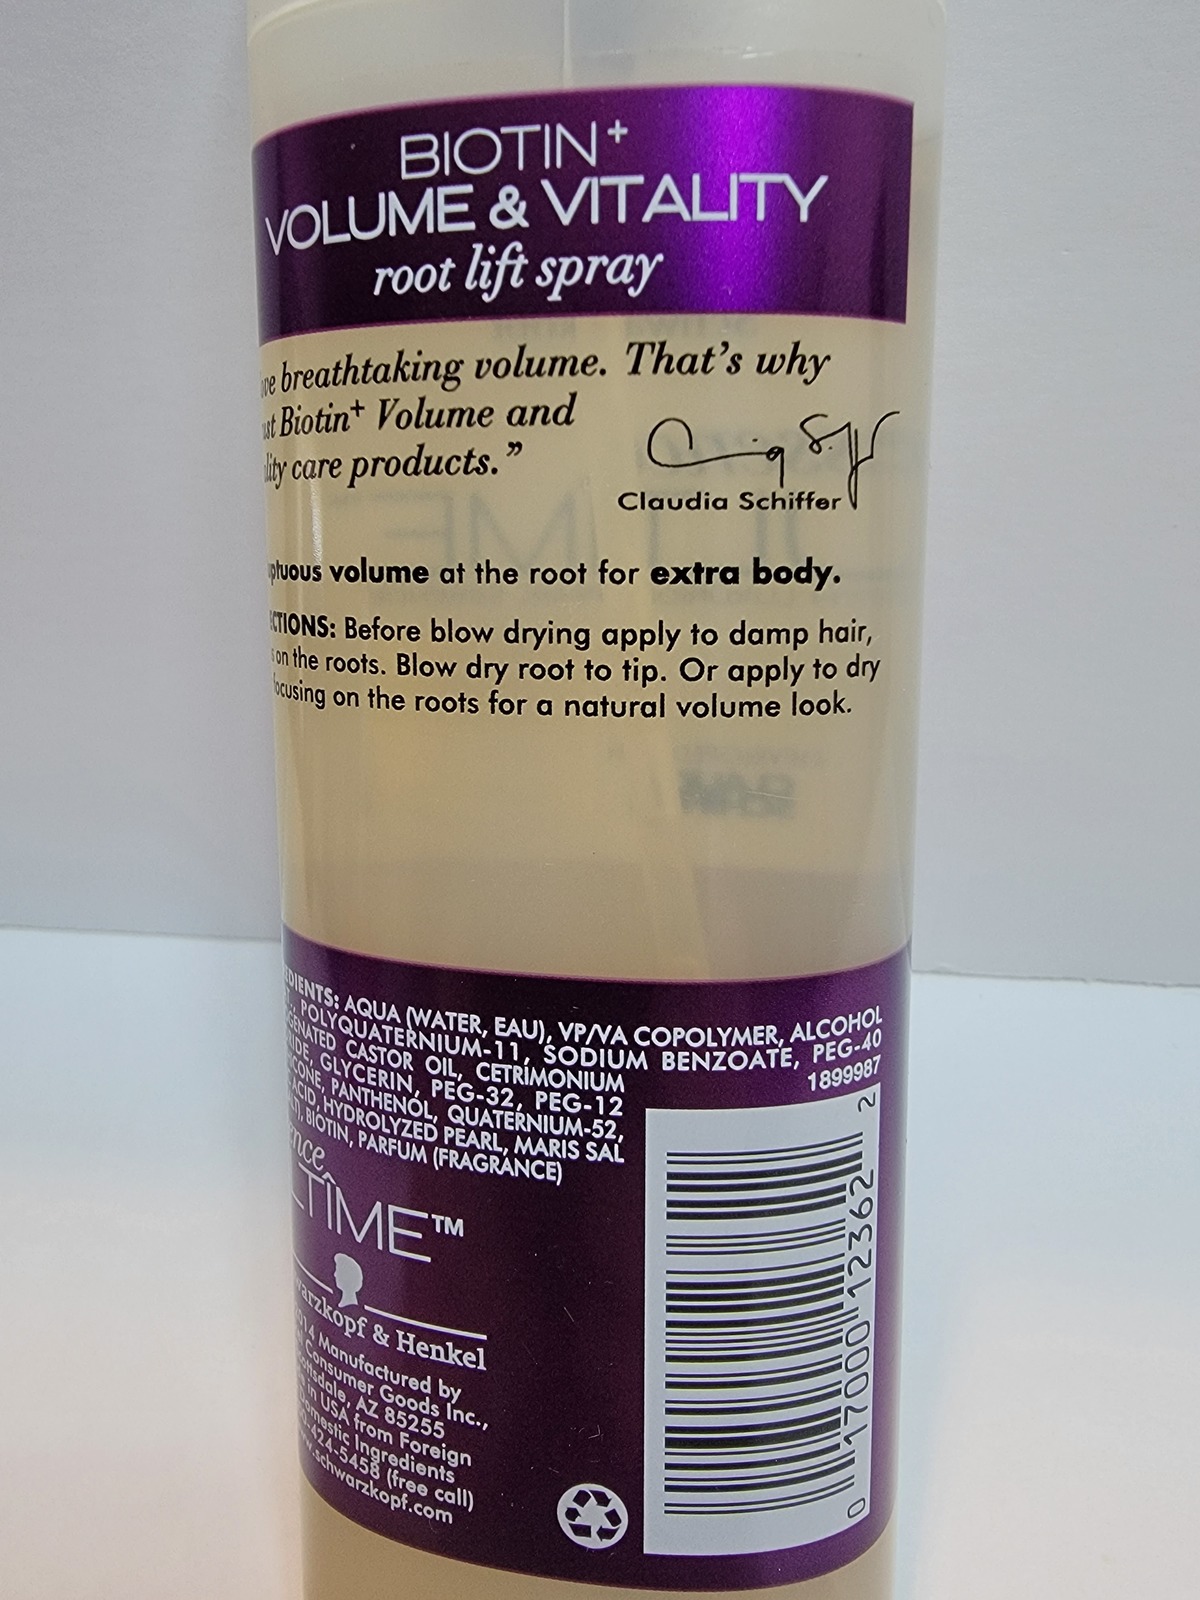 BIOTIN+
VOLUME & VITALITY
root lift spray
breathtaking volume. That's why
Biotin+ Volume and
care products.”
Claudia Schiffer
volume at the root for extra body.
Before blow drying apply to damp hair,
on the roots. Blow dry root to tip. Or apply to dry
focusing on the roots for a natural volume look.
AQUA (WATER, EAU), VP/VA COPOLYMER, ALCOHOL
POLYQUATERNIUM-11, SODIUM BENZOATE, PEG-40
CASTOR OIL, CETRIMONIUM
1899987
GLYCERIN, PEG-32, PEG-12
PANTHENOL, QUATERNIUM-52,
ACID, HYDROLYZED PEARL, MARIS SAL
BIOTIN, PARFUM (FRAGRANCE)
TÎME™
& Henkel
Manufactured by
Consumer Goods Inc.,
AZ 85255
in USA from Foreign
Ingredients
424-5458 (free call)
schwarzkopf.com
0 17000 12362 2